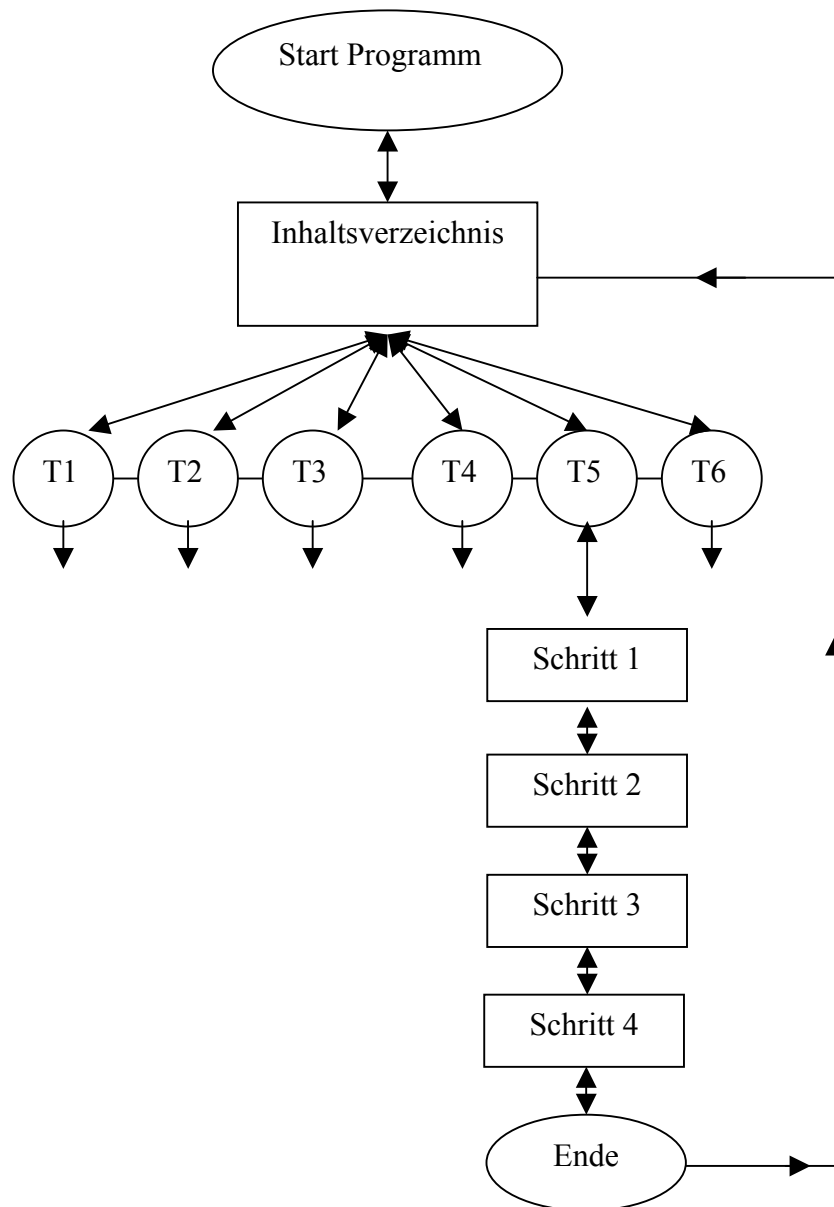 Start Programm
Inhaltsverzeichnis
T1 T2 T3 T4 T5 T6
Schritt 1
Schritt 2
Schritt 3
Schritt 4
Ende